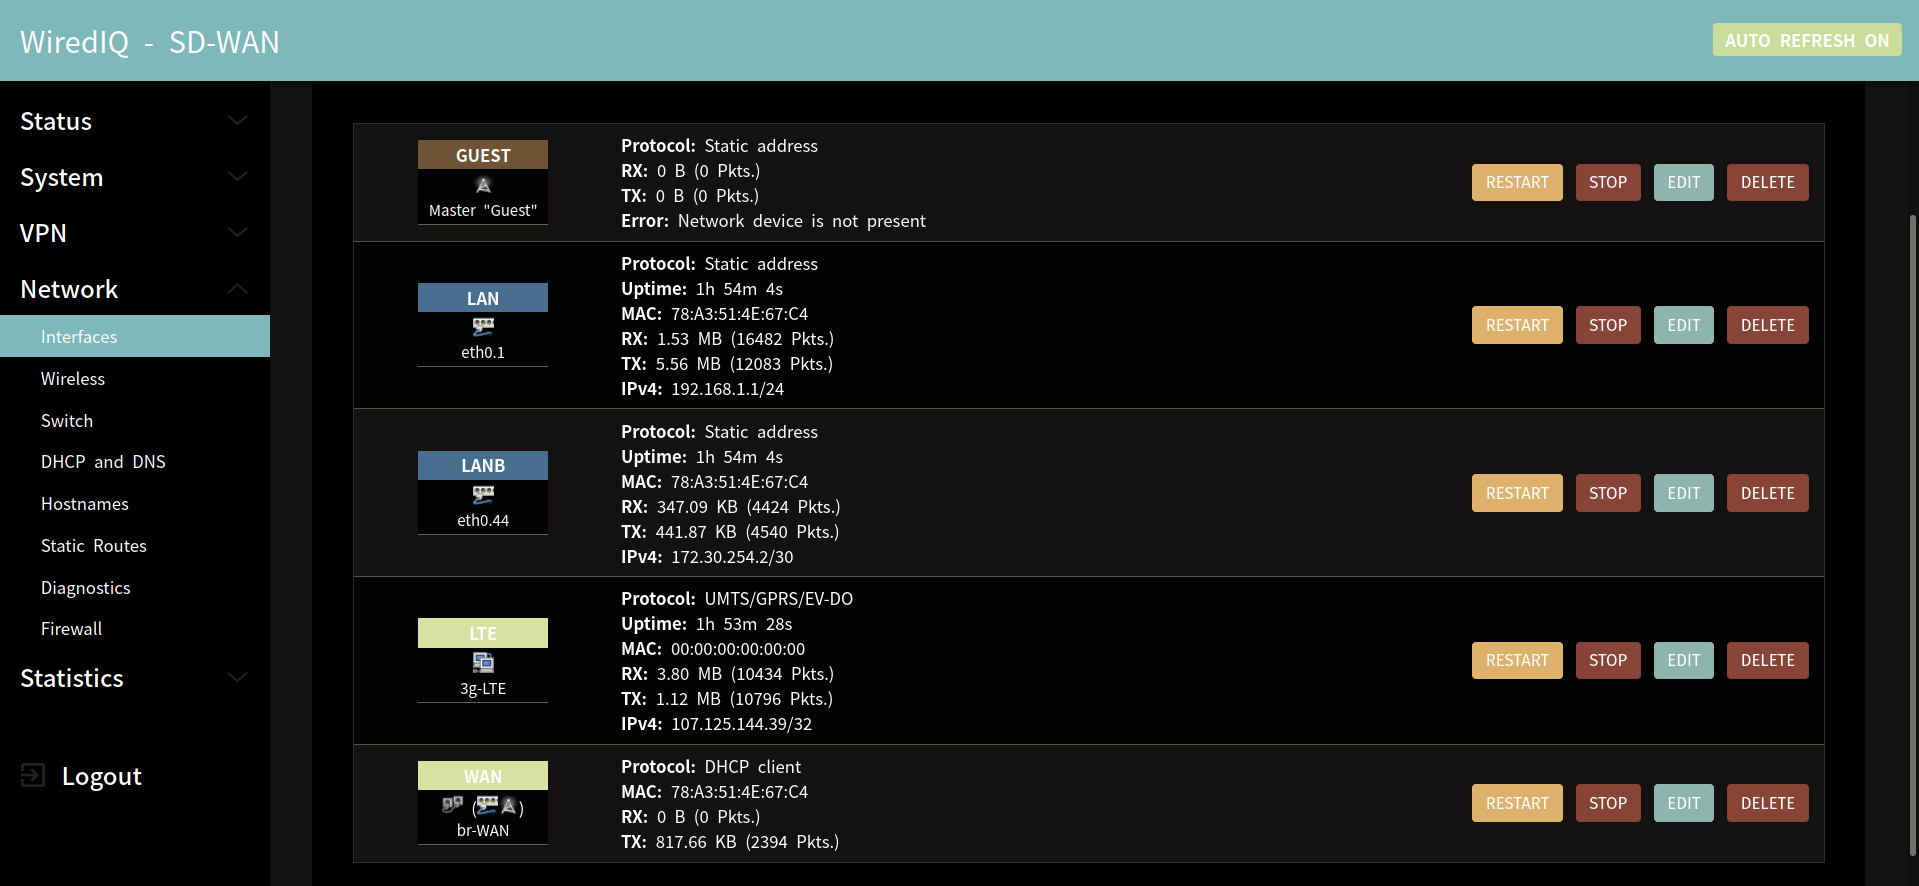 WiredIQ - SD-WAN
AUTO REFRESH ON
Status
System
VPN
Network
Interfaces
Wireless
Switch
DHCP and DNS
Hostnames
Static Routes
Diagnostics
Firewall
Statistics
Logout
GUEST
Master "Guest"
Protocol: Static address
RX: 0 B (0 Pkts.)
TX: 0 B (0 Pkts.)
Error: Network device is not present
RESTART STOP EDIT DELETE
LAN
eth0.1
Protocol: Static address
Uptime: 1h 54m 4s
MAC: 78:A3:51:4E:67:C4
RX: 1.53 MB (16482 Pkts.)
TX: 5.56 MB (12083 Pkts.)
IPv4: 192.168.1.1/24
RESTART STOP EDIT DELETE
LANB
eth0.44
Protocol: Static address
Uptime: 1h 54m 4s
MAC: 78:A3:51:4E:67:C4
RX: 347.09 KB (4424 Pkts.)
TX: 441.87 KB (4540 Pkts.)
IPv4: 172.30.254.2/30
RESTART STOP EDIT DELETE
LTE
3g-LTE
Protocol: UMTS/GPRS/EV-DO
Uptime: 1h 53m 28s
MAC: 00:00:00:00:00:00
RX: 3.80 MB (10434 Pkts.)
TX: 1.12 MB (10796 Pkts.)
IPv4: 107.125.144.39/32
RESTART STOP EDIT DELETE
WAN
( )
br-WAN
Protocol: DHCP client
MAC: 78:A3:51:4E:67:C4
RX: 0 B (0 Pkts.)
TX: 817.66 KB (2394 Pkts.)
RESTART STOP EDIT DELETE